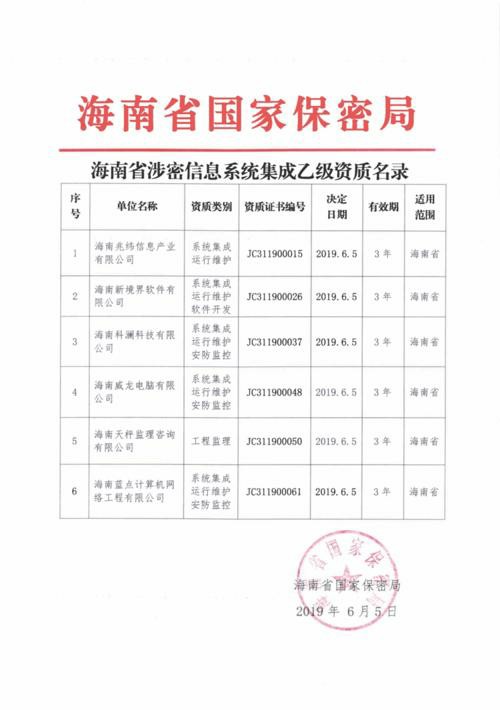 海南省国家保密局
海南省涉密信息系统集成乙级资质名录
序号 单位名称 资质类别 资质证书编号 决定日期 有效期 适用范围
1 海南兆纬信息产业有限公司 系统集成 运行维护 JC311900015 2019.6.5 3年 海南省
2 海南新境界软件有限公司 系统集成 运行维护 软件开发 JC311900026 2019.6.5 3年 海南省
3 海南科澜科技有限公司 系统集成 运行维护 安防监控 JC311900037 2019.6.5 3年 海南省
4 海南威龙电脑有限公司 系统集成 运行维护 安防监控 JC311900048 2019.6.5 3年 海南省
5 海南天秤监理咨询有限公司 工程监理 JC311900050 2019.6.5 3年 海南省
6 海南蓝点计算机网络工程有限公司 系统集成 运行维护 安防监控 JC311900061 2019.6.5 3年 海南省
省国家保
海南省国家保密局
2019 年 6 月 5 日